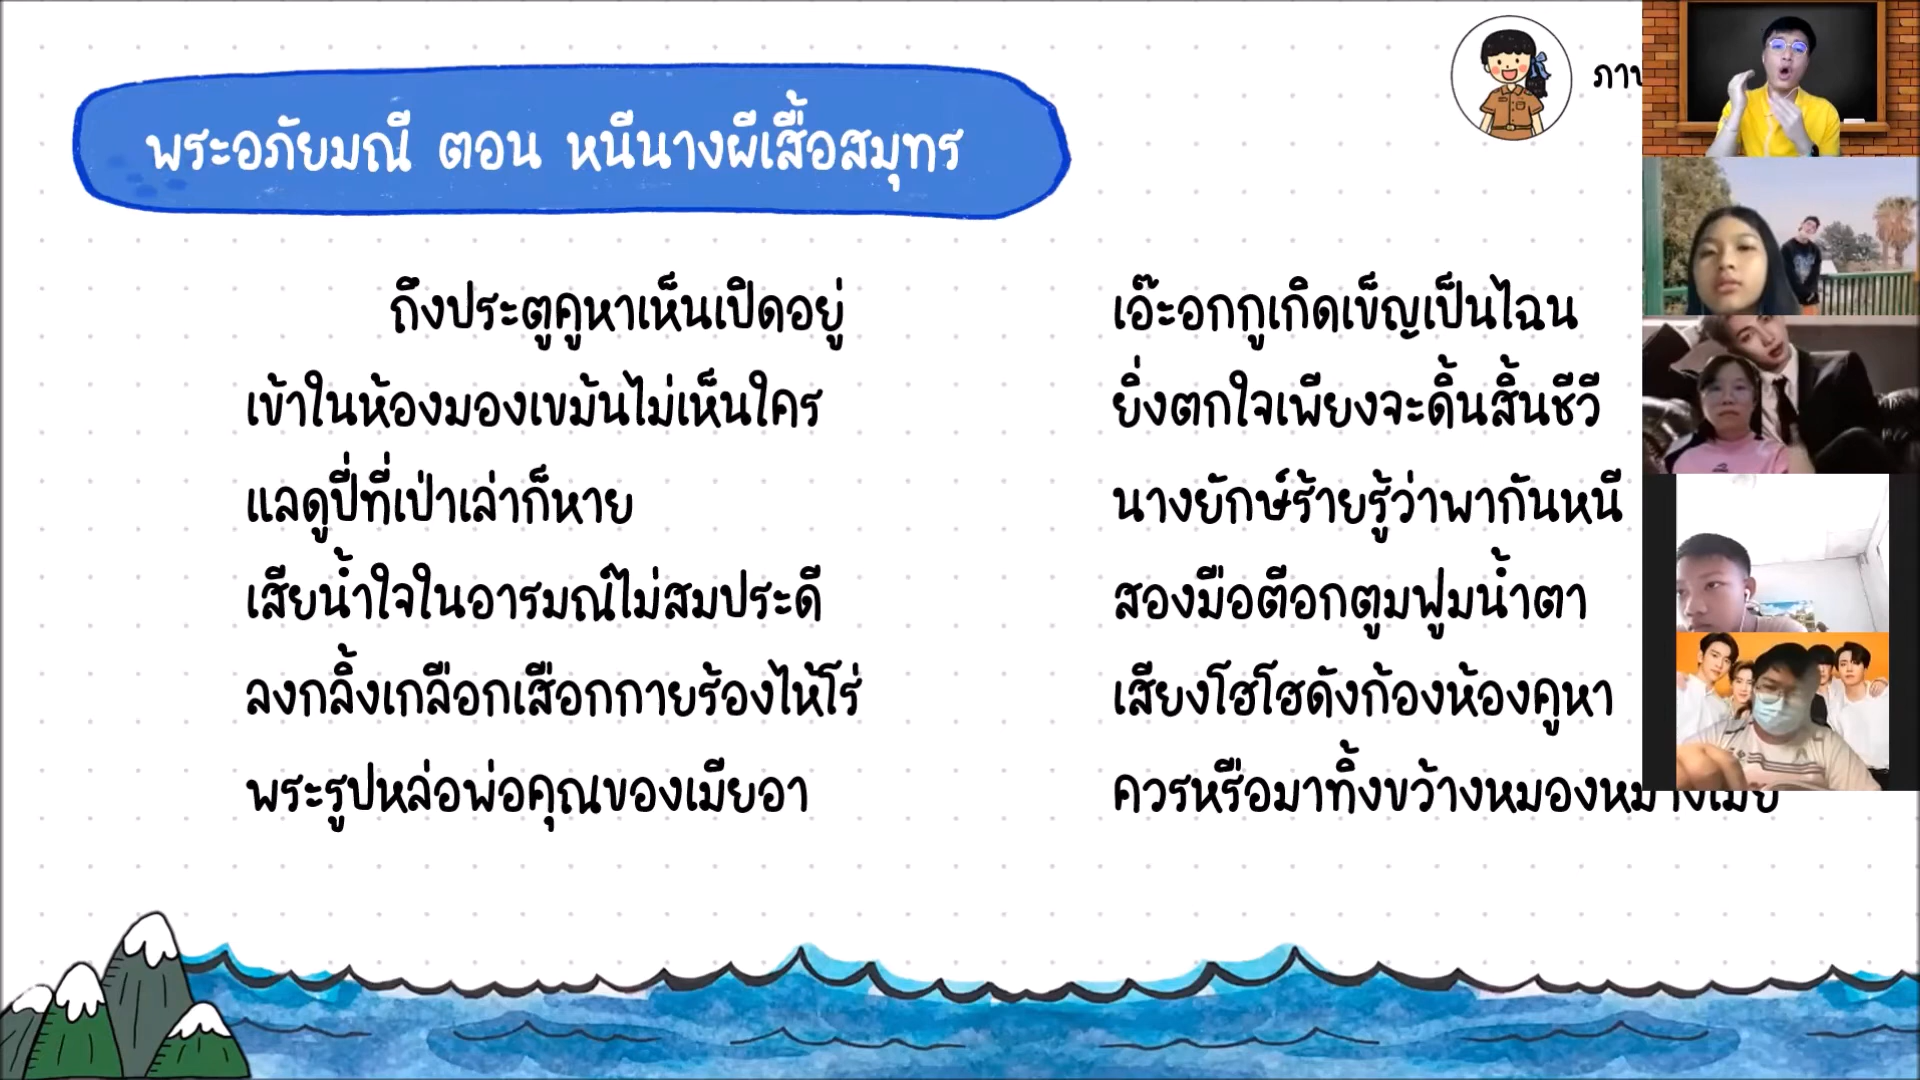 พระอภัยมณี ตอน หนีนางผีเสื้อสมุทร
ถึงประตูคูหาเห็นเปิดอยู่ เอ๊ะอกกูเกิดเข็ญเป็นไฉน
เข้าในห้องมองเขม้นไม่เห็นใคร ยิ่งตกใจเพียงจะดิ้นสิ้นชีวี
แลดูปี่ที่เป่าเล่าก็หาย นางยักษ์ร้ายรู้ว่าพากันหนี
เสียน้ำใจในอารมณ์ไม่สมประดี สองมือตีอกตูมฟูมน้ำตา
ลงกลิ้งเกลือกเสือกกายร้องไห้โร่ เสียงโฮโฮดังก้องห้องคูหา
พระรูปหล่อพ่อคุณของเมียอา ควรหรือมาทิ้งขว้างหมองหมางเมีย